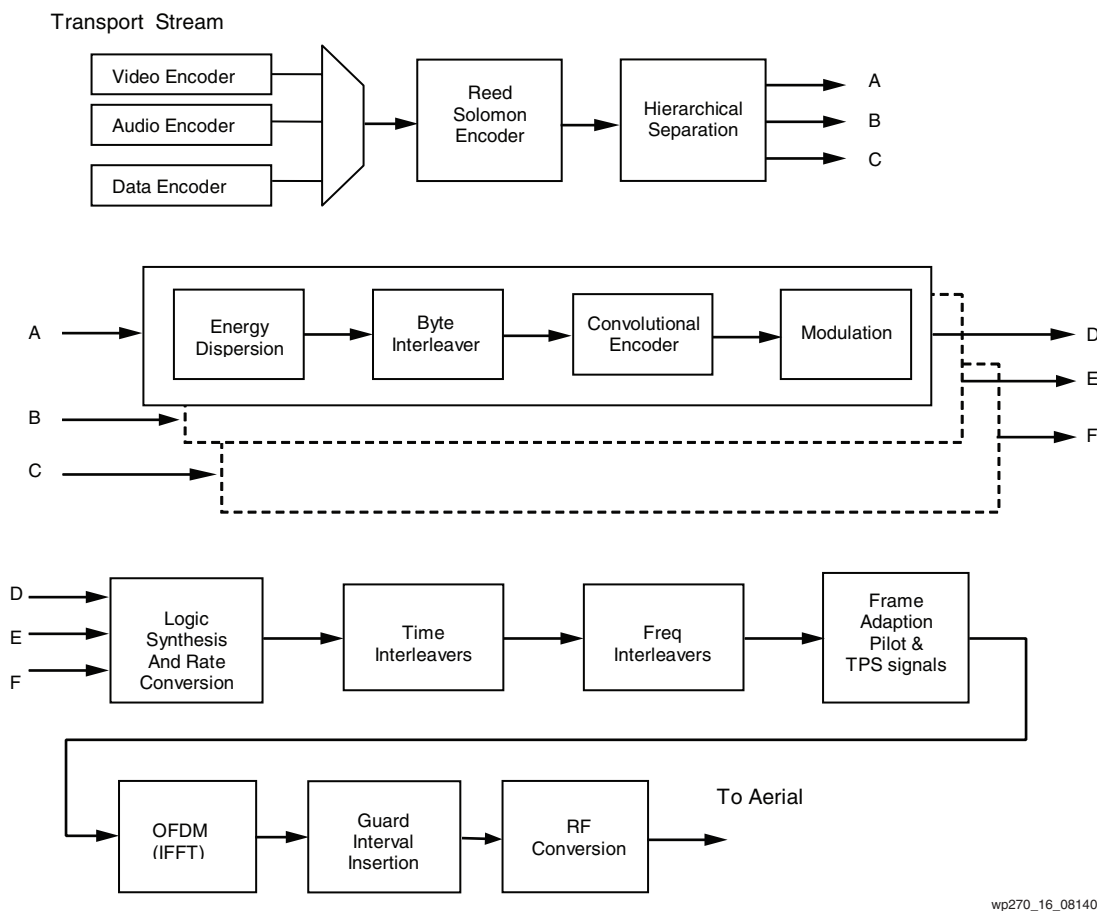 Transport Stream
Video Encoder
Audio Encoder
Data Encoder
Reed
Solomon
Encoder
Hierarchical
Separation
A
B
C
A
B
C
Energy
Dispersion
Byte
Interleaver
Convolutional
Encoder
Modulation
D
E
F
D
E
F
Logic
Synthesis
And Rate
Conversion
Time
Interleavers
Freq
Interleavers
Frame
Adaption
Pilot &
TPS signals
OFDM
(IFFT)
Guard
Interval
Insertion
RF
Conversion
To Aerial
wp270_16_08140